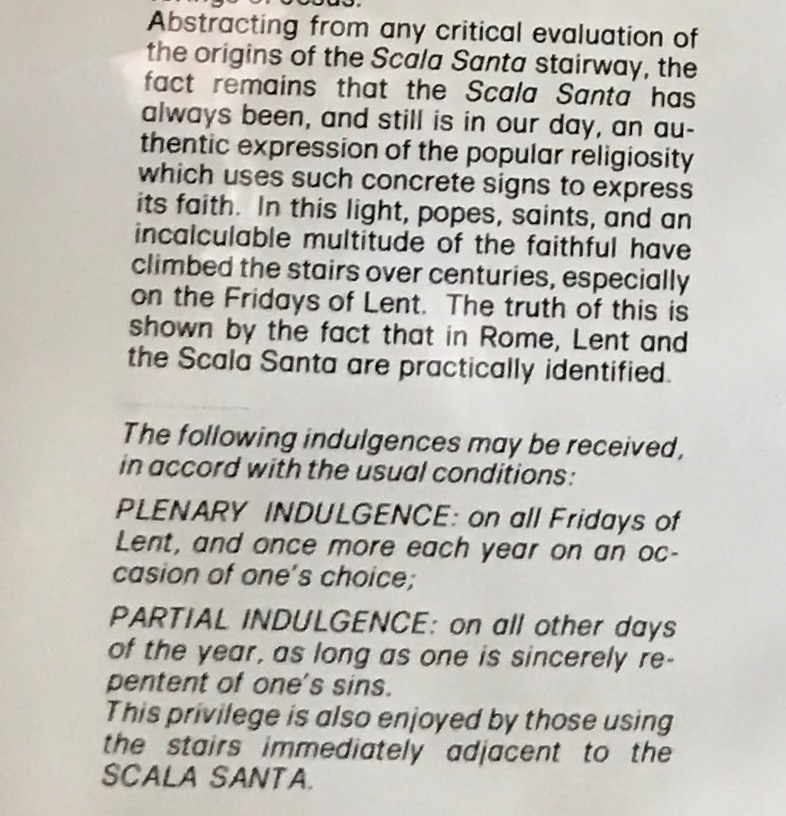 Abstracting from any critical evaluation of
the origins of the Scala Santa stairway, the
fact remains that the Scala Santa has
always been, and still is in our day, an au-
thentic expression of the popular religiosity
which uses such concrete signs to express
its faith. In this light, popes, saints, and an
incalculable multitude of the faithful have
climbed the stairs over centuries, especially
on the Fridays of Lent. The truth of this is
shown by the fact that in Rome, Lent and
the Scala Santa are practically identified.
The following indulgences may be received,
in accord with the usual conditions:
PLENARY INDULGENCE: on all Fridays of
Lent, and once more each year on an oc-
casion of one's choice;
PARTIAL INDULGENCE: on all other days
of the year, as long as one is sincerely re-
pentent of one's sins.
This privilege is also enjoyed by those using
the stairs immediately adjacent to the
SCALA SANTA.